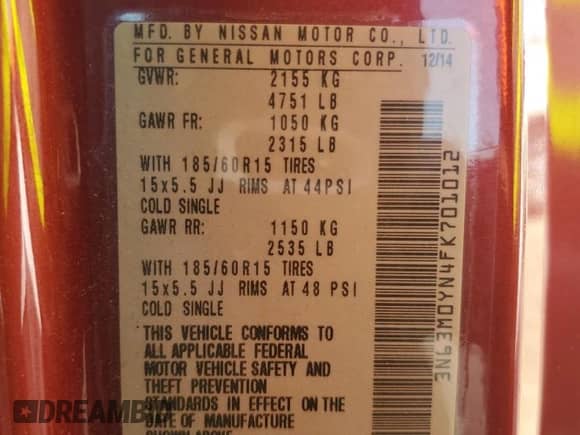 MFD. BY NISSAN MOTOR CO., LTD.
FOR GENERAL MOTORS CORP. 12/14
GVWR: 2155 KG
4751 LB
GAWR FR: 1050 KG
2315 LB
WITH 185/60R15 TIRES
15x5.5 JJ RIMS AT 44PSI
COLD SINGLE
GAWR RR: 1150 KG
2535 LB
WITH 185/60R15 TIRES
15x5.5 JJ RIMS AT 48 PSI
COLD SINGLE
THIS VEHICLE CONFORMS TO
ALL APPLICABLE FEDERAL
MOTOR VEHICLE SAFETY AND
THEFT PREVENTION
STANDARDS IN EFFECT ON THE
DATE OF MANUFACTURE
SHOWN ABOVE
3N63M0YN4FK701012
DREAMBID